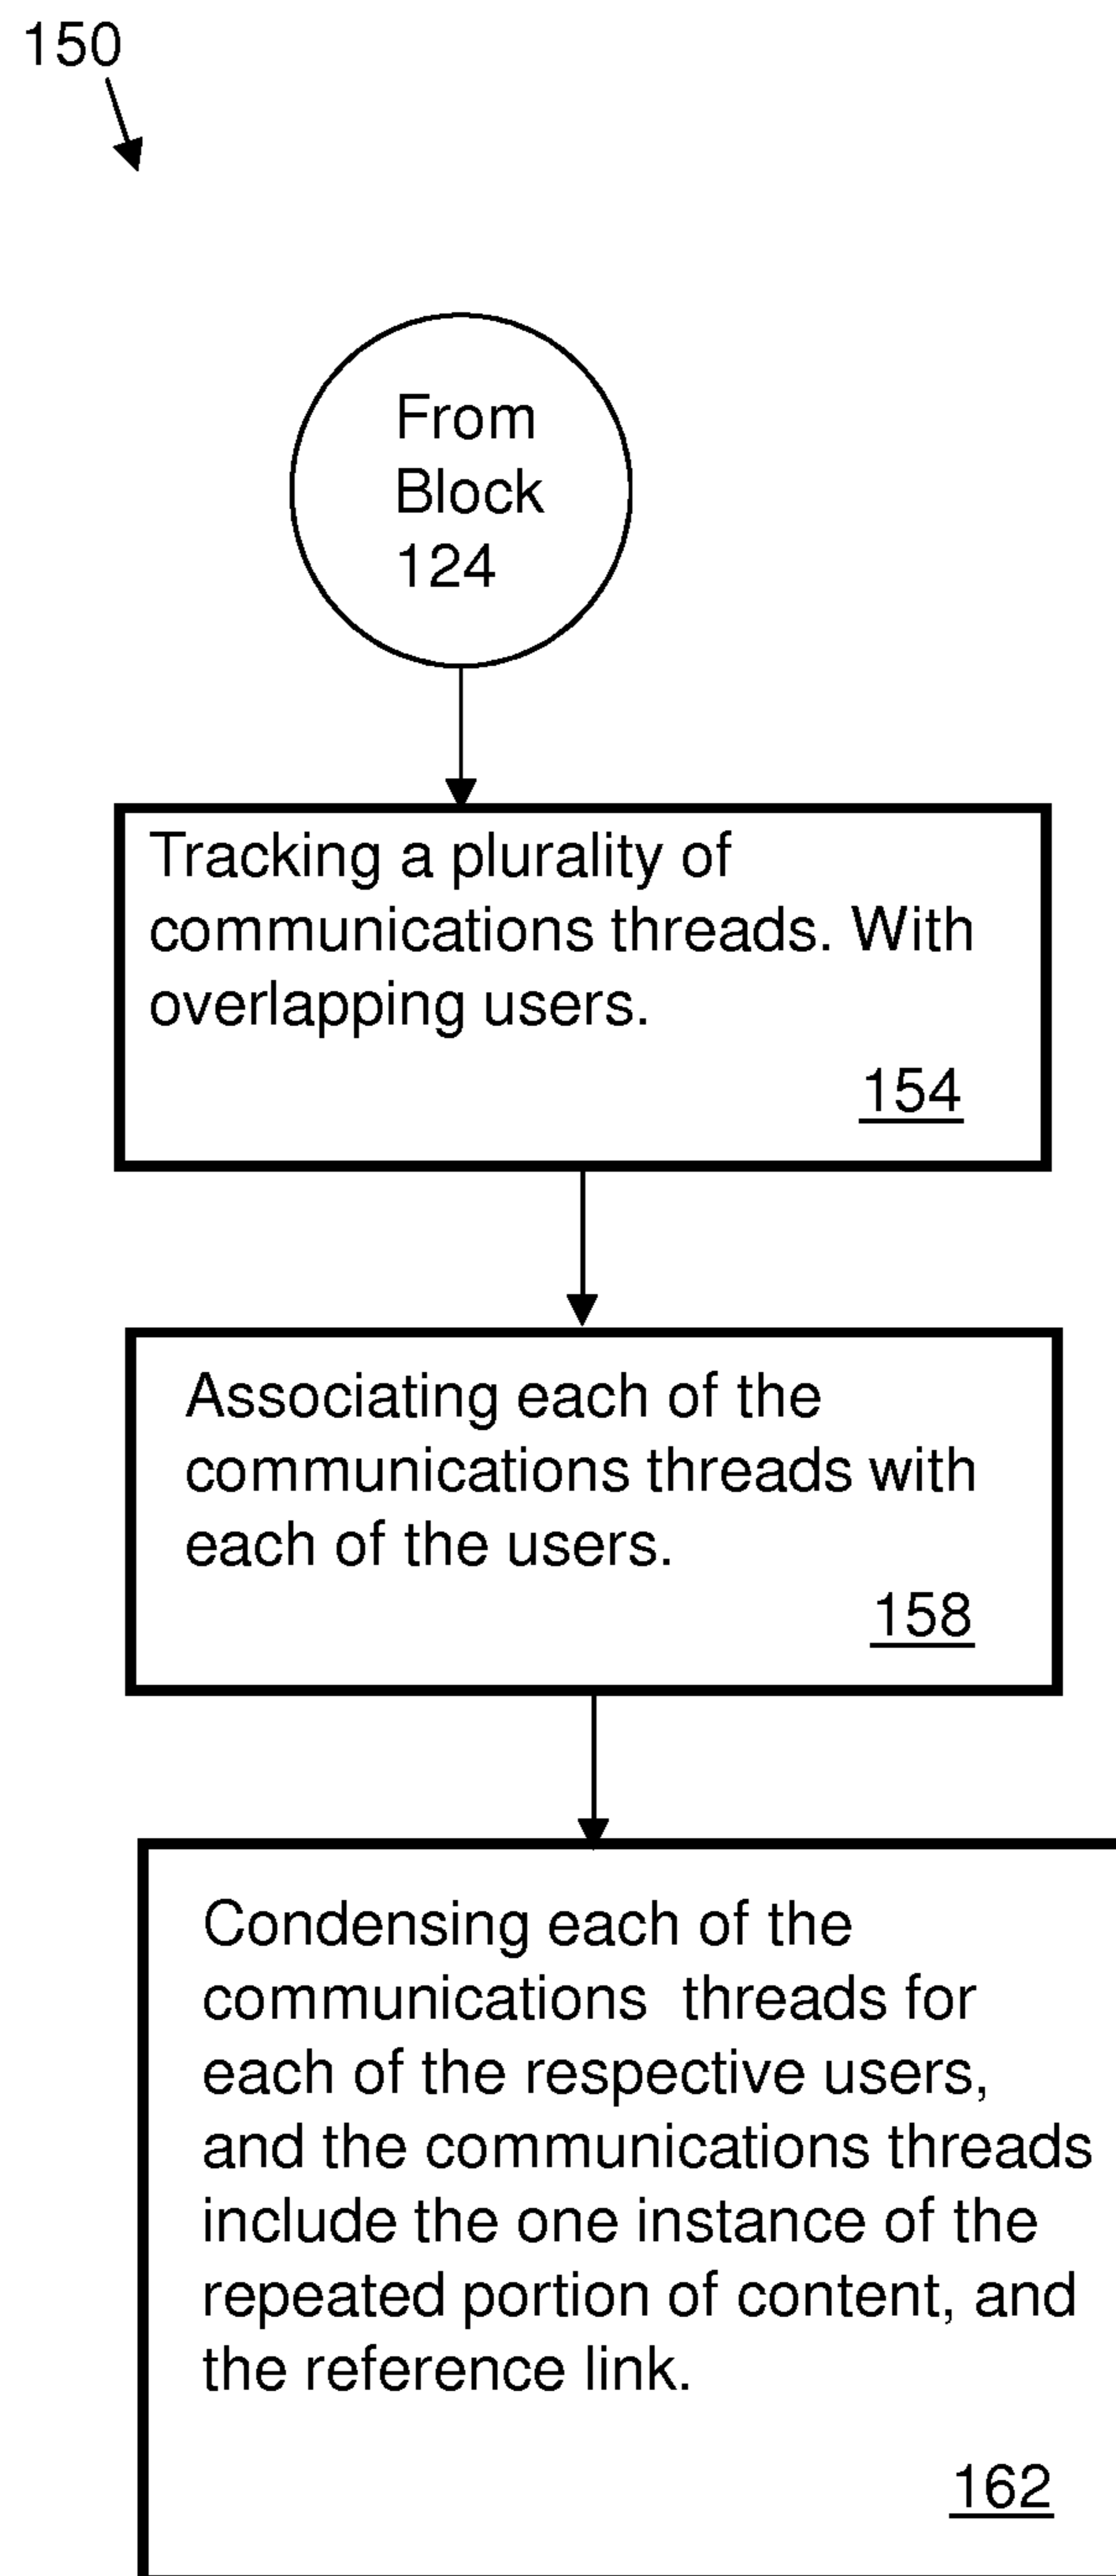 150
From
Block
124
Tracking a plurality of
communications threads. With
overlapping users.
154
Associating each of the
communications threads with
each of the users.
158
Condensing each of the
communications  threads for
each of the respective users,
and the communications threads
include the one instance of the
repeated portion of content, and
the reference link.
162